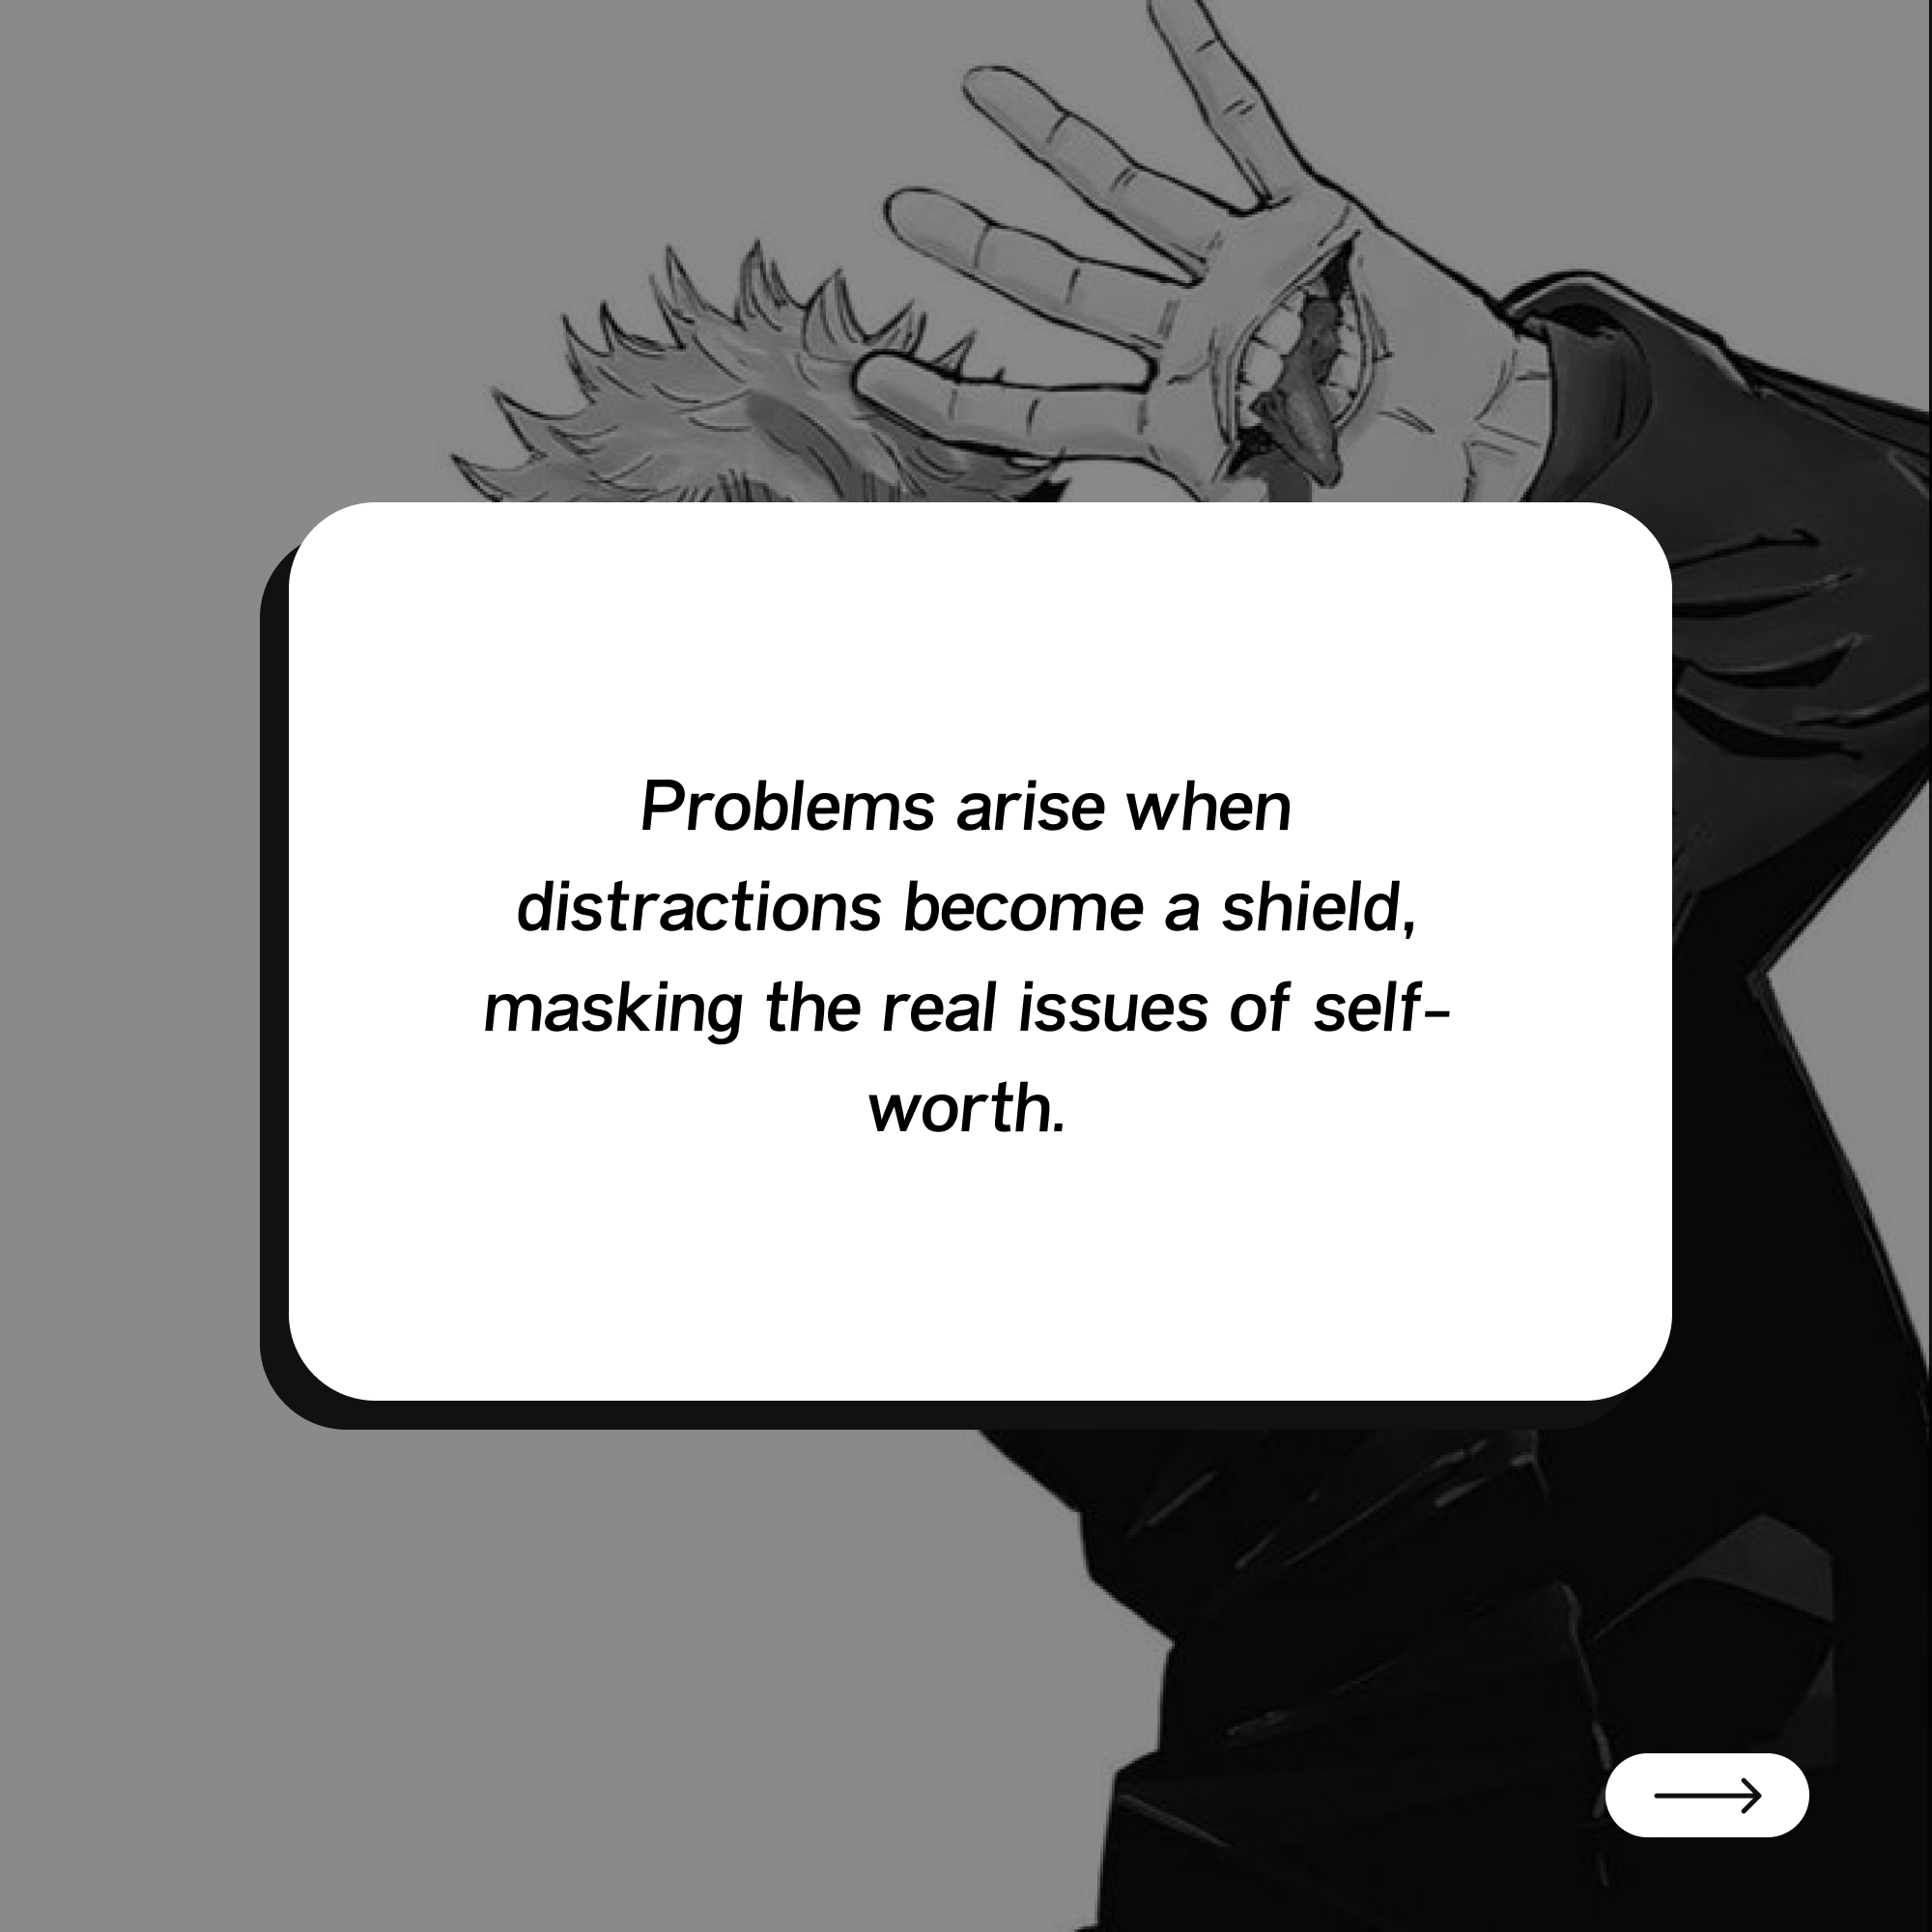 Problems arise when
distractions become a shield,
masking the real issues of self-
worth.